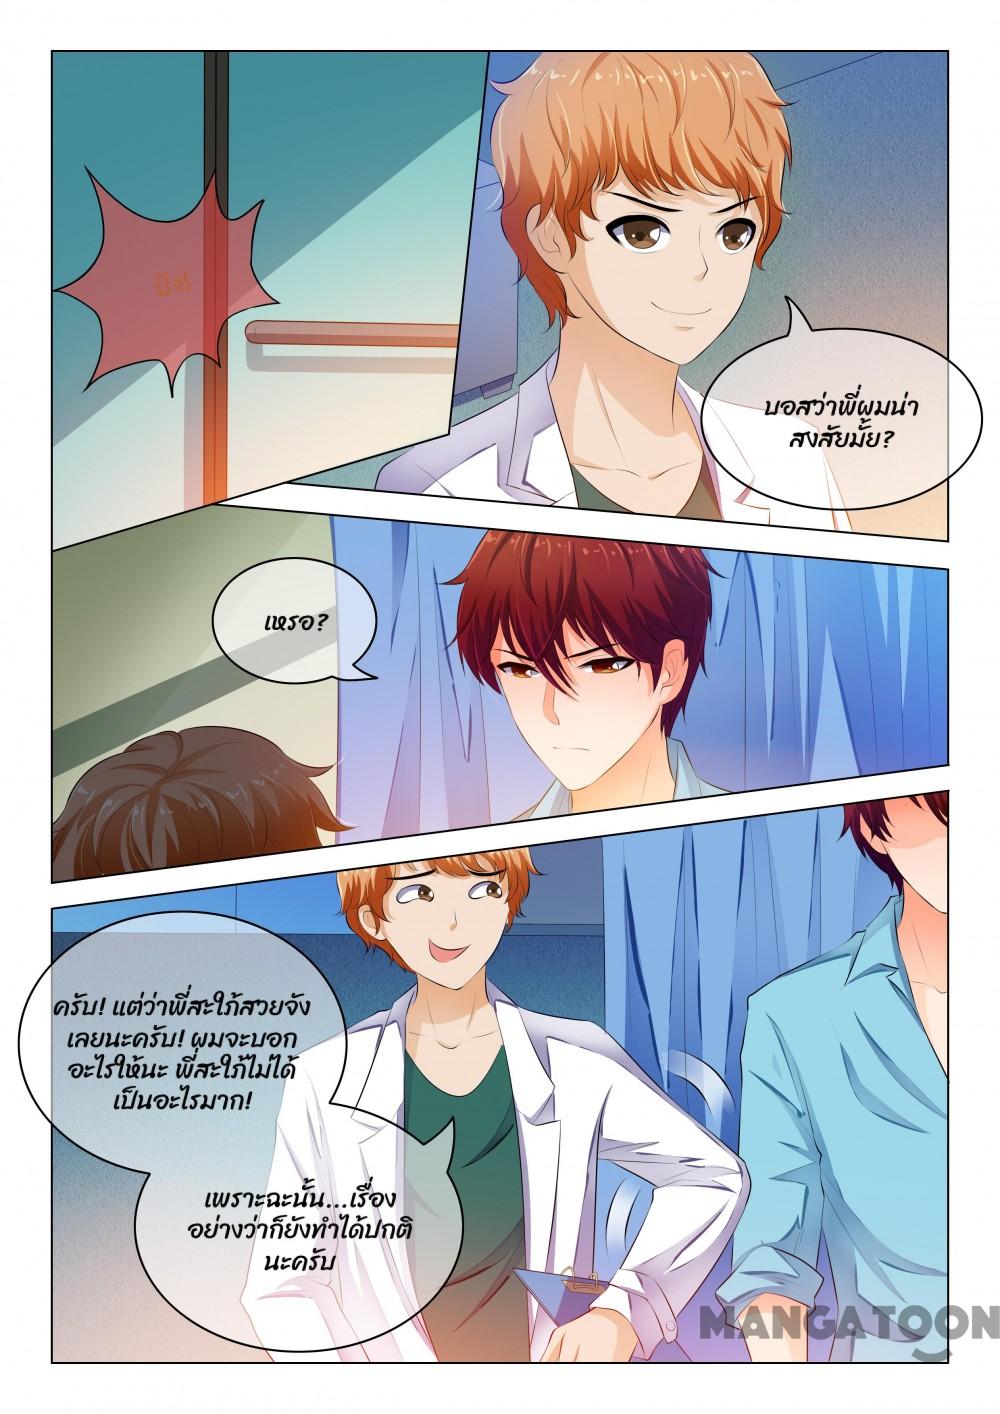 ปัง!
บอสว่าพี่ผมน่า
สงสัยมั้ย?
เหรอ?
ครับ! แต่ว่าพี่สะใภ้สวยจัง
เลยนะครับ! ผมจะบอก
อะไรให้นะ พี่สะใภ้ไม่ได้
เป็นอะไรมาก!
เพราะฉะนั้น...เรื่อง
อย่างว่าก็ยังทำได้ปกติ
นะครับ
MANGATOON